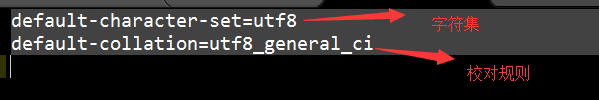 default-character-set=utf8 字符集
default-collation=utf8_general_ci
校对规则